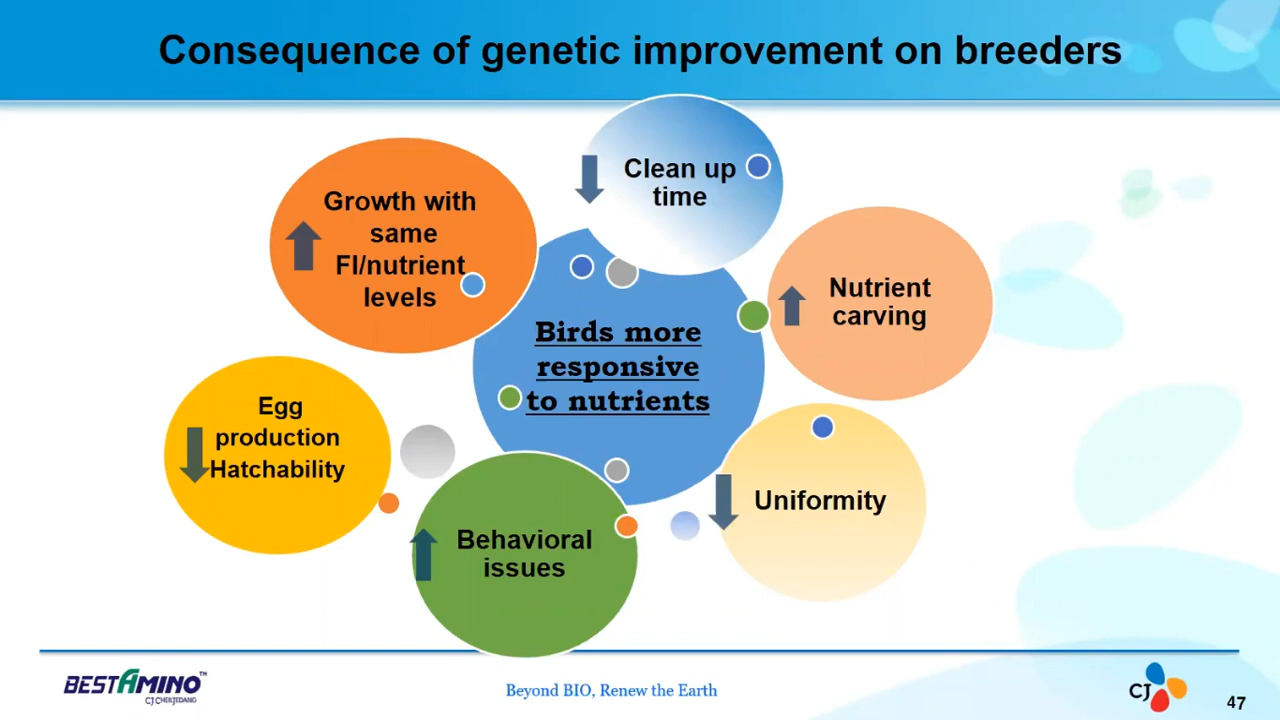 Consequence of genetic improvement on breeders
Clean up
time
Growth with
same
FI/nutrient
levels
Nutrient
carving
Birds more
responsive
to nutrients
Egg
production
Hatchability
Uniformity
Behavioral
issues
BESTAMINO™
CJ CHEILJEDANG
Beyond BIO, Renew the Earth
CJ
47